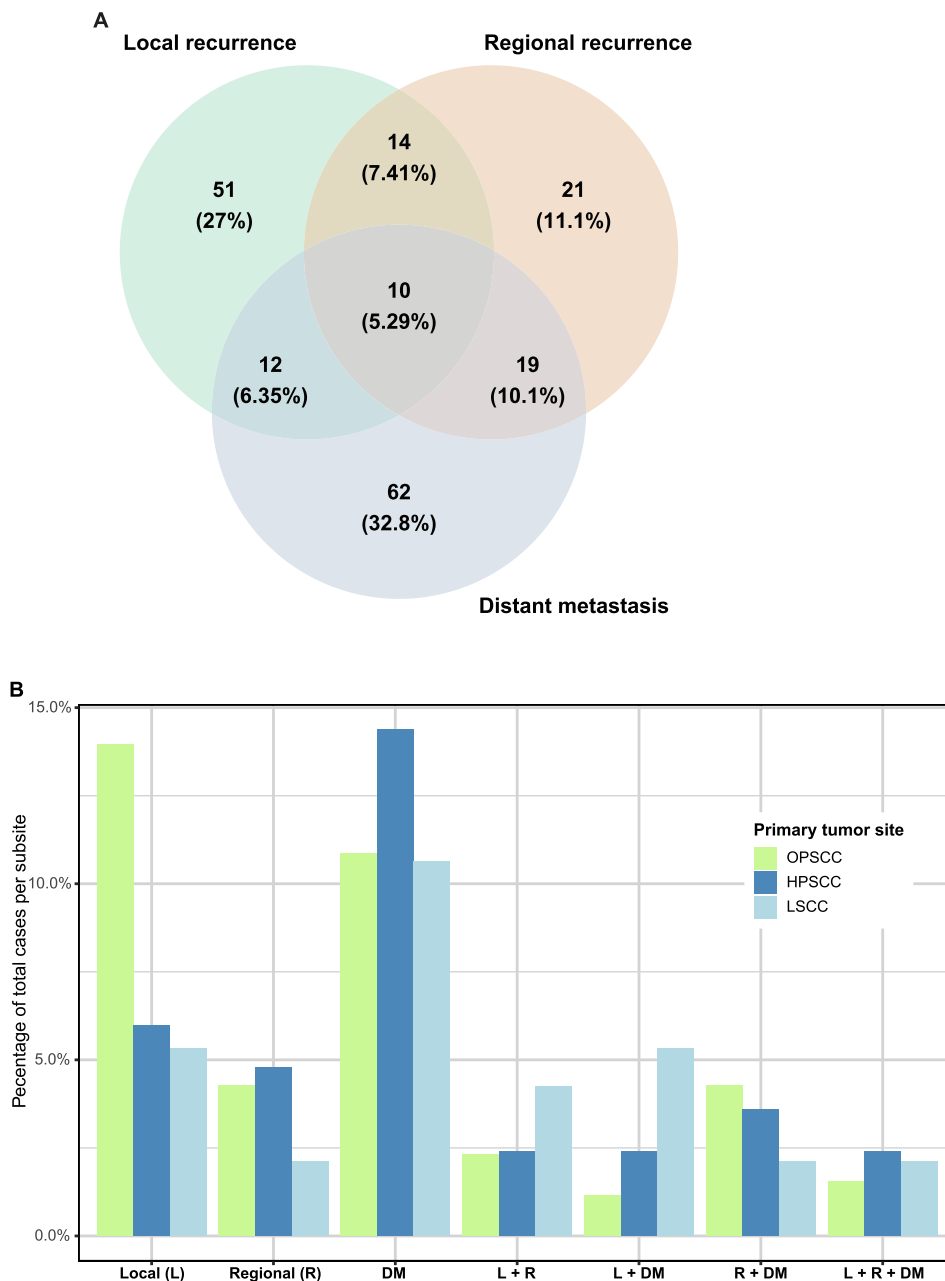 A
Local recurrence Regional recurrence
14
(7.41%)
51
(27%)
21
(11.1%)
10
(5.29%)
12
(6.35%)
19
(10.1%)
62
(32.8%)
Distant metastasis
B
Pecentage of total cases per subsite
15.0%
10.0%
5.0%
0.0%
Primary tumor site
OPSCC
HPSCC
LSCC
Local (L) Regional (R) DM L + R L + DM R + DM L + R + DM